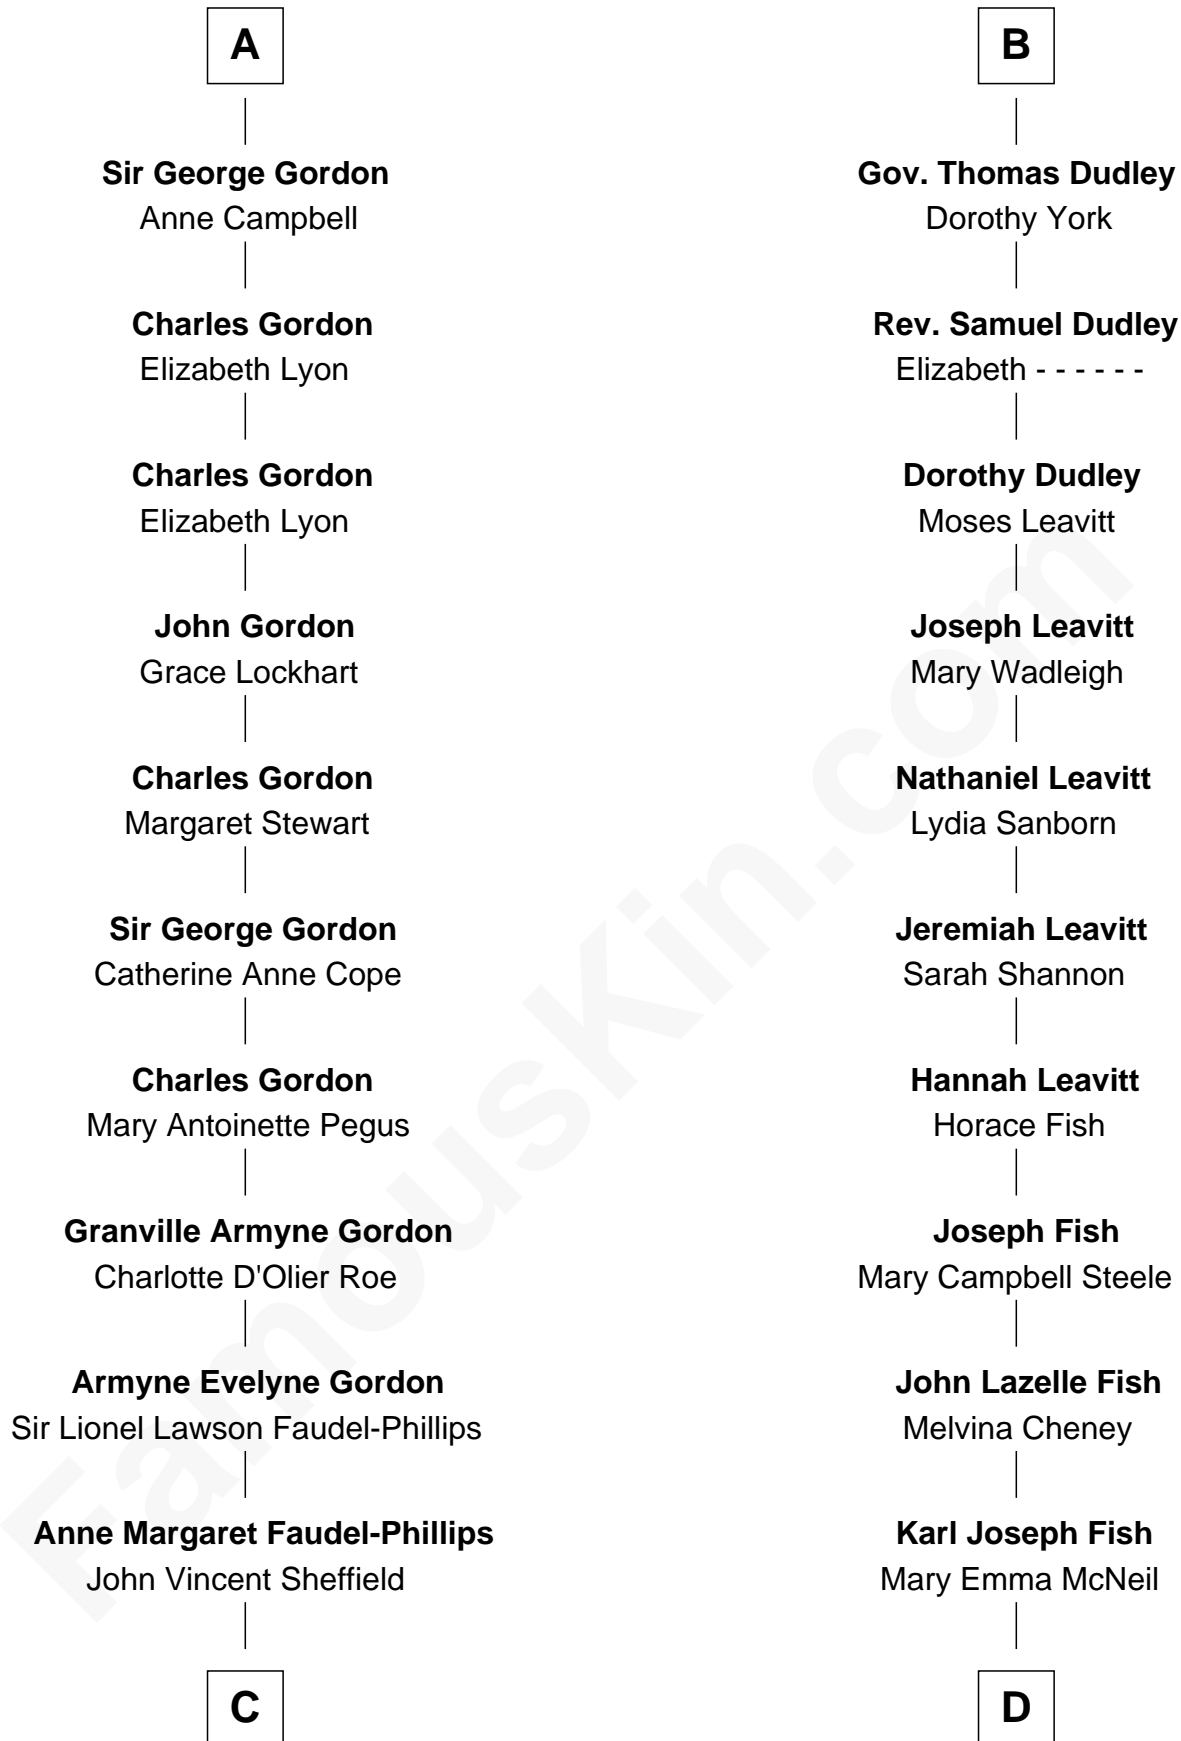 A
Sir George Gordon
Anne Campbell
Charles Gordon
Elizabeth Lyon
Charles Gordon
Elizabeth Lyon
John Gordon
Grace Lockhart
Charles Gordon
Margaret Stewart
Sir George Gordon
Catherine Anne Cope
Charles Gordon
Mary Antoinette Pegus
Granville Armyne Gordon
Charlotte D'Olier Roe
Armyne Evelyne Gordon
Sir Lionel Lawson Faudel-Phillips
Anne Margaret Faudel-Phillips
John Vincent Sheffield
C
B
Gov. Thomas Dudley
Dorothy York
Rev. Samuel Dudley
Elizabeth - - - - - -
Dorothy Dudley
Moses Leavitt
Joseph Leavitt
Mary Wadleigh
Nathaniel Leavitt
Lydia Sanborn
Jeremiah Leavitt
Sarah Shannon
Hannah Leavitt
Horace Fish
Joseph Fish
Mary Campbell Steele
John Lazelle Fish
Melvina Cheney
Karl Joseph Fish
Mary Emma McNeil
D
FamousKin.com